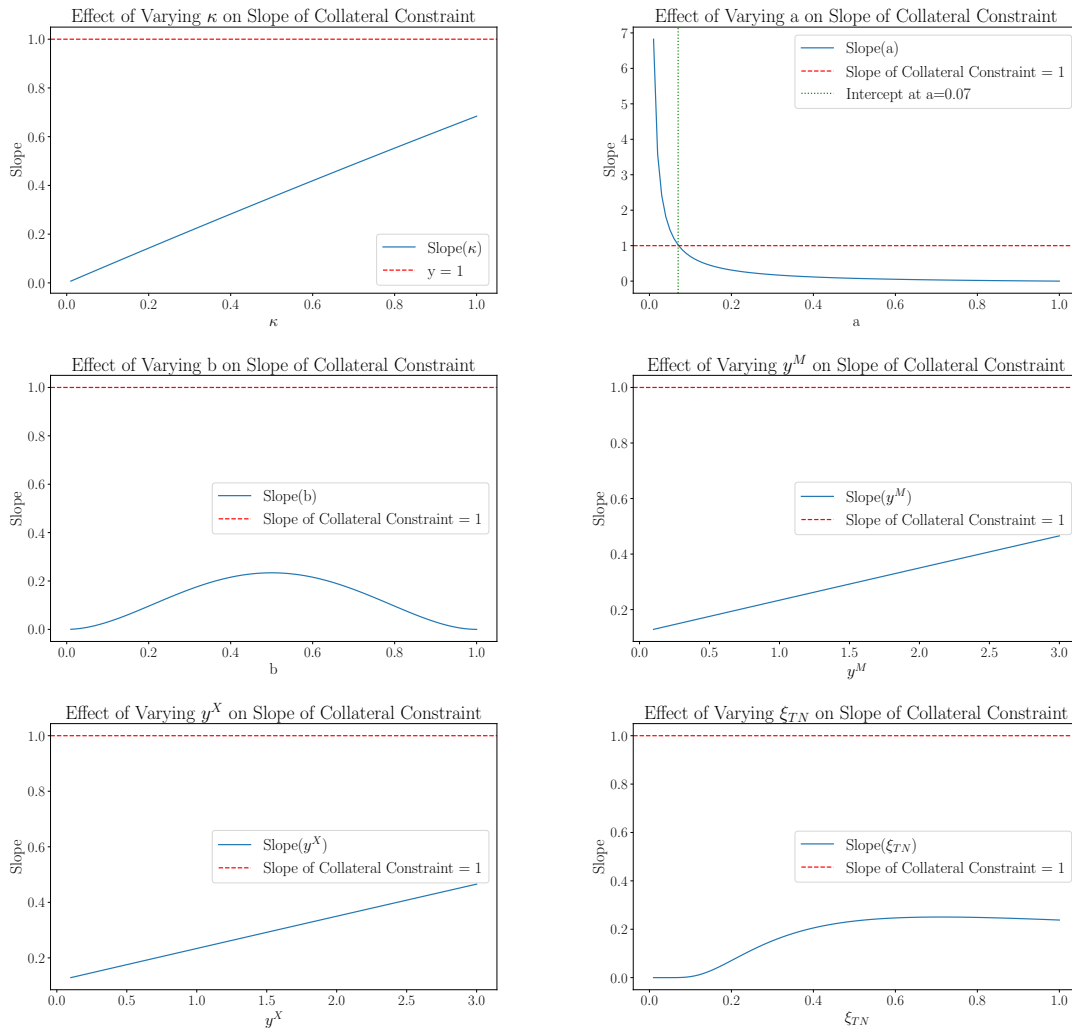 Effect of Varying κ on Slope of Collateral Constraint
1.0
0.8
0.6
0.4
0.2
0.0
Slope
Slope(κ)
y = 1
0.0 0.2 0.4 0.6 0.8 1.0
κ
Effect of Varying a on Slope of Collateral Constraint
7
6
5
4
3
2
1
0
Slope
Slope(a)
Slope of Collateral Constraint = 1
Intercept at a=0.07
0.0 0.2 0.4 0.6 0.8 1.0
a
Effect of Varying b on Slope of Collateral Constraint
1.0
0.8
0.6
0.4
0.2
0.0
Slope
Slope(b)
Slope of Collateral Constraint = 1
0.0 0.2 0.4 0.6 0.8 1.0
b
Effect of Varying y^M on Slope of Collateral Constraint
1.0
0.8
0.6
0.4
0.2
Slope
Slope(y^M)
Slope of Collateral Constraint = 1
0.0 0.5 1.0 1.5 2.0 2.5 3.0
y^M
Effect of Varying y^X on Slope of Collateral Constraint
1.0
0.8
0.6
0.4
0.2
Slope
Slope(y^X)
Slope of Collateral Constraint = 1
0.0 0.5 1.0 1.5 2.0 2.5 3.0
y^X
Effect of Varying ξ_TN on Slope of Collateral Constraint
1.0
0.8
0.6
0.4
0.2
0.0
Slope
Slope(ξ_TN)
Slope of Collateral Constraint = 1
0.0 0.2 0.4 0.6 0.8 1.0
ξ_TN